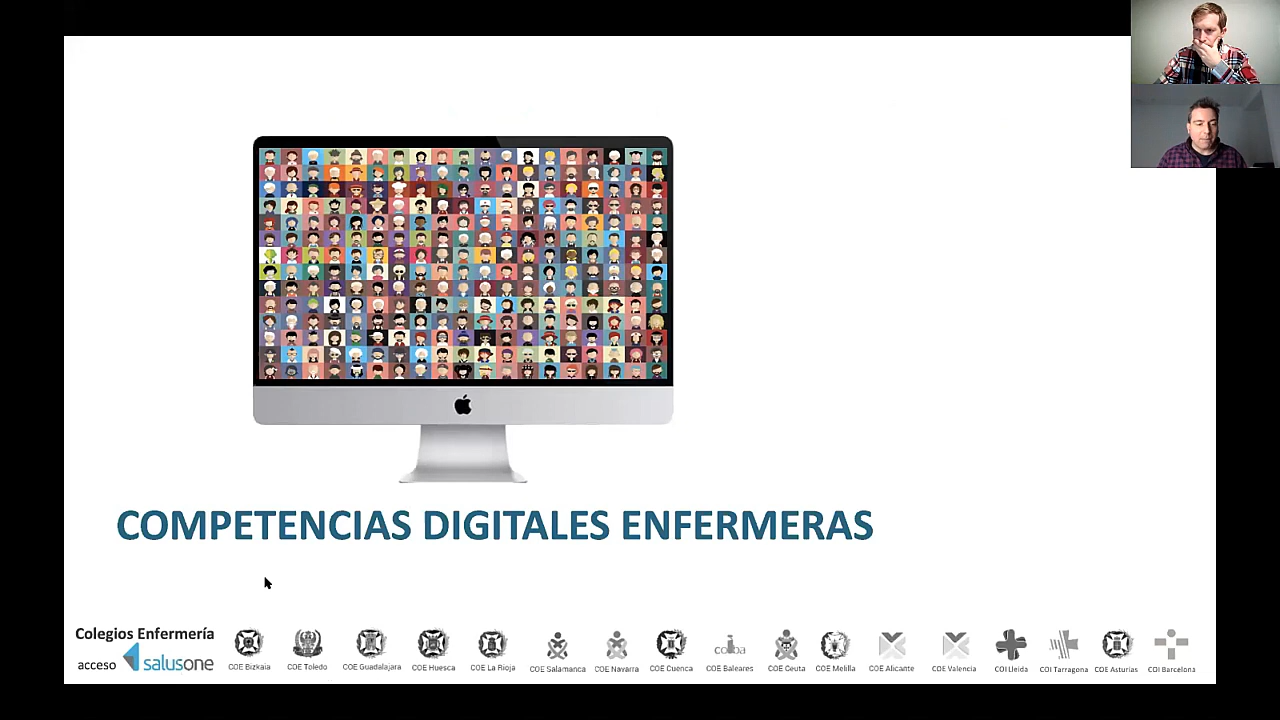 COMPETENCIAS DIGITALES ENFERMERAS
Colegios Enfermería
acceso salusone
COE Bizkaia
COE Toledo
COE Guadalajara
COE Huesca
COE La Rioja
COE Salamanca
COE Navarra
COE Cuenca
COE Baleares
COE Ceuta
COE Melilla
COE Alicante
COE Valencia
COI Lleida
COI Tarragona
COE Asturias
COI Barcelona